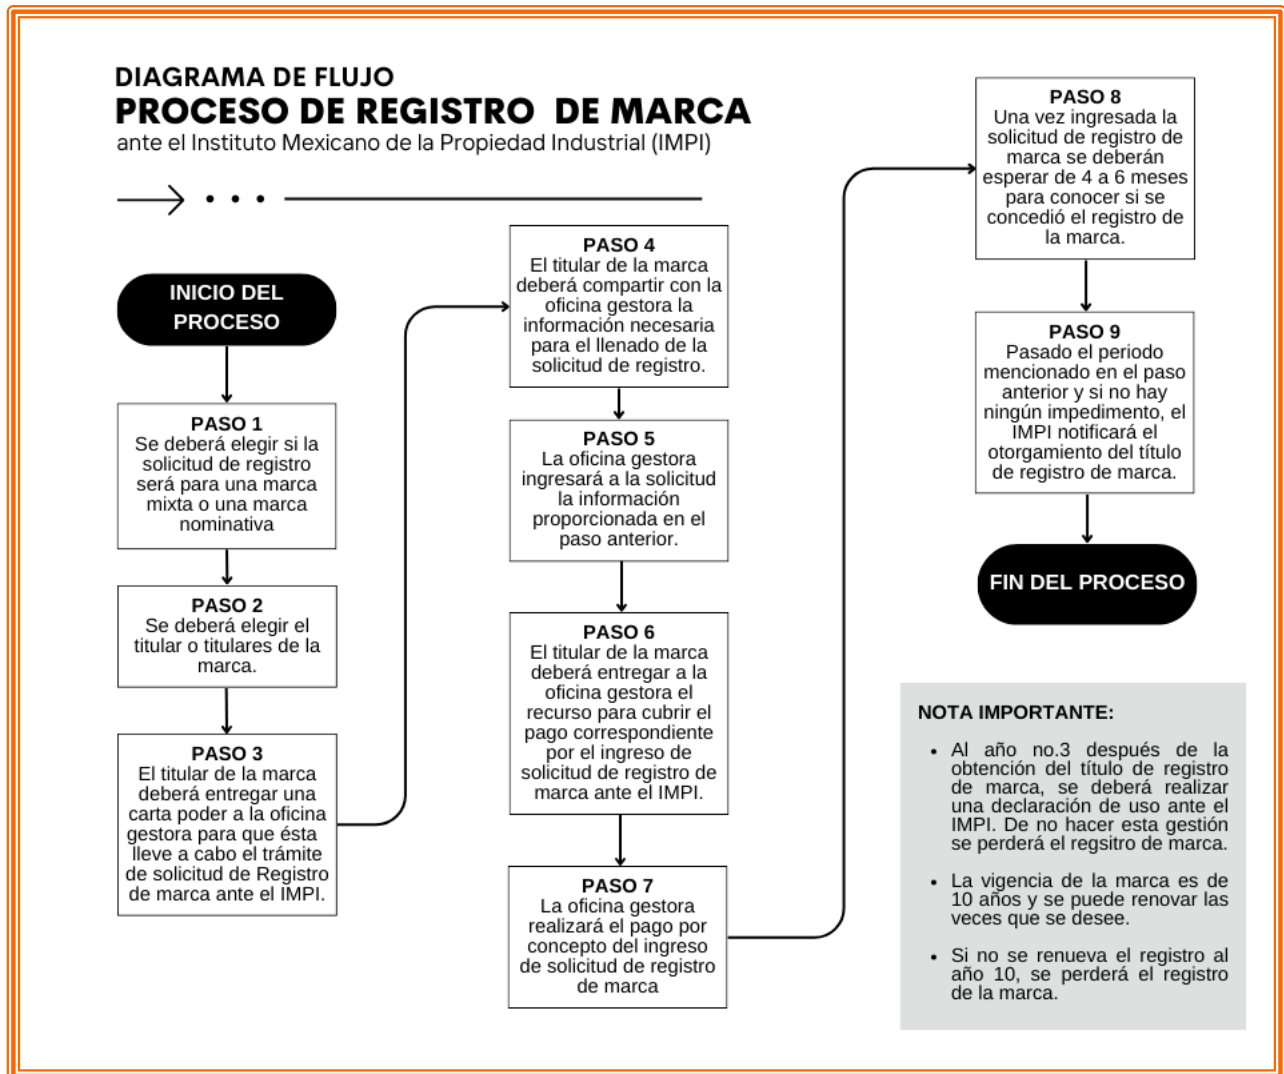 DIAGRAMA DE FLUJO
PROCESO DE REGISTRO DE MARCA
ante el Instituto Mexicano de la Propiedad Industrial (IMPI)
INICIO DEL
PROCESO
PASO 1
Se deberá elegir si la
solicitud de registro
será para una marca
mixta o una marca
nominativa
PASO 2
Se deberá elegir el
titular o titulares de la
marca.
PASO 3
El titular de la marca
deberá entregar una
carta poder a la oficina
gestora para que ésta
lleve a cabo el trámite
de solicitud de Registro
de marca ante el IMPI.
PASO 4
El titular de la marca
deberá compartir con la
oficina gestora la
información necesaria
para el llenado de la
solicitud de registro.
PASO 5
La oficina gestora
ingresará a la solicitud
la información
proporcionada en el
paso anterior.
PASO 6
El titular de la marca
deberá entregar a la
oficina gestora el
recurso para cubrir el
pago correspondiente
por el ingreso de
solicitud de registro de
marca ante el IMPI.
PASO 7
La oficina gestora
realizará el pago por
concepto del ingreso
de solicitud de registro
de marca
PASO 8
Una vez ingresada la
solicitud de registro de
marca se deberán
esperar de 4 a 6 meses
para conocer si se
concedió el registro de
la marca.
PASO 9
Pasado el periodo
mencionado en el paso
anterior y si no hay
ningún impedimento, el
IMPI notificará el
otorgamiento del título
de registro de marca.
FIN DEL PROCESO
NOTA IMPORTANTE:
• Al año no.3 después de la
obtención del título de registro
de marca, se deberá realizar
una declaración de uso ante el
IMPI. De no hacer esta gestión
se perderá el regsitro de marca.
• La vigencia de la marca es de
10 años y se puede renovar las
veces que se desee.
• Si no se renueva el registro al
año 10, se perderá el registro
de la marca.